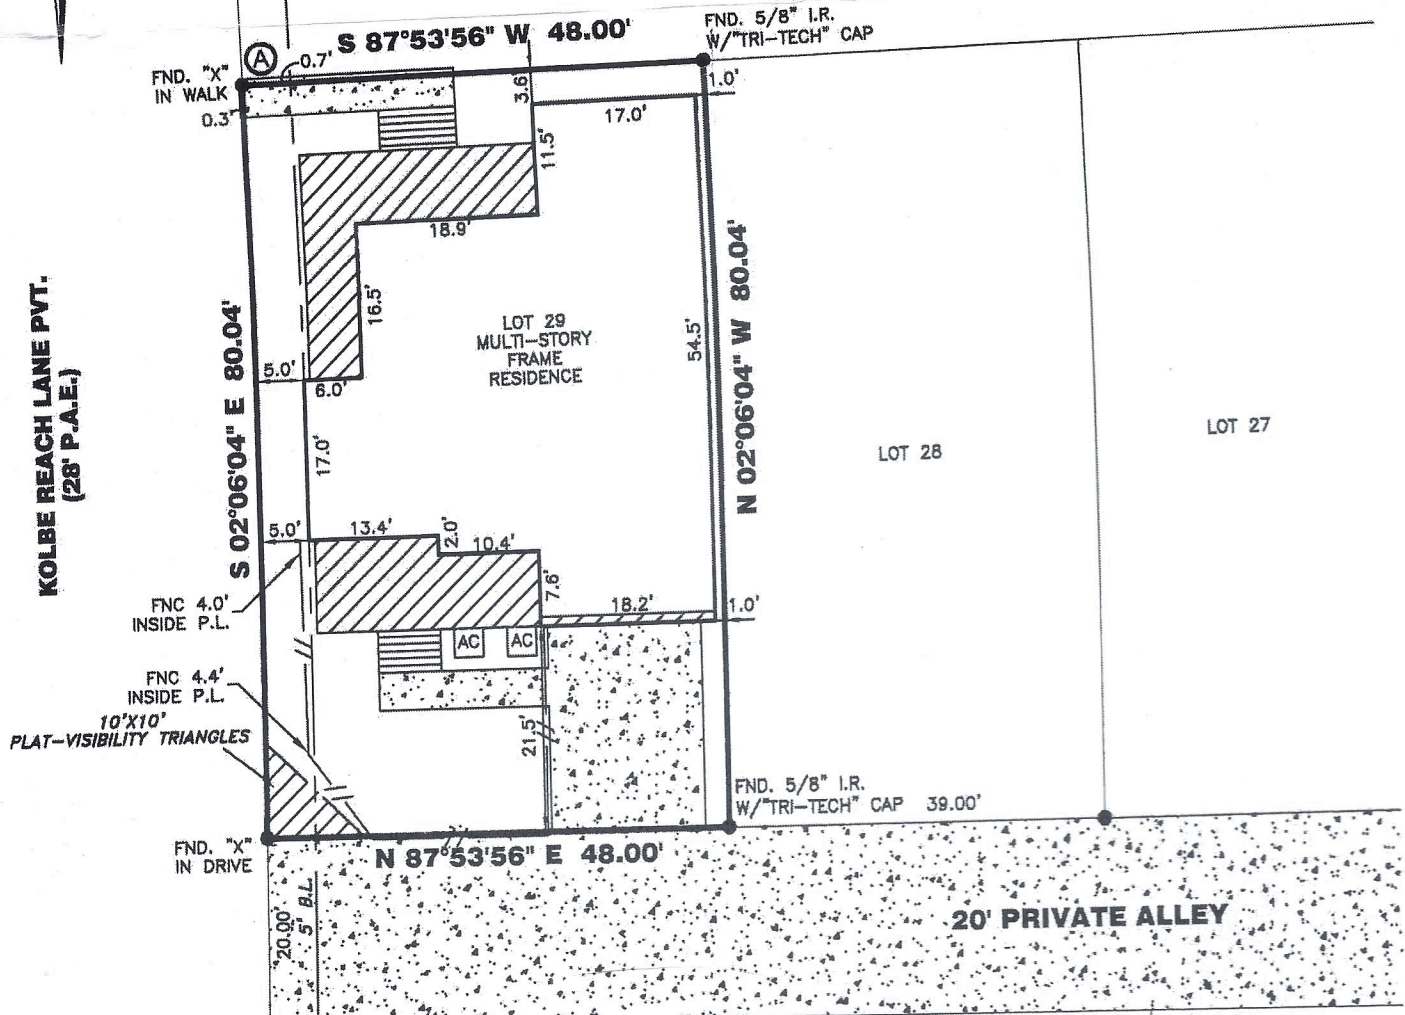 S 87°53'56" W 48.00'
FND. 5/8" I.R.
W/"TRI-TECH" CAP
A
0.7'
FND. "X"
IN WALK
0.3'
3.6'
1.0'
17.0'
11.5'
18.9'
16.5'
54.5'
LOT 29
MULTI-STORY
FRAME
RESIDENCE
KOLBE REACH LANE PVT.
(28' P.A.E.)
S 02°06'04" E 80.04'
N 02°06'04" W 80.04'
5.0'
6.0'
17.0'
LOT 28
LOT 27
5.0'
13.4'
2.0'
10.4'
7.6'
18.2'
1.0'
FNC 4.0'
INSIDE P.L.
AC
AC
FNC 4.4'
INSIDE P.L.
10'X10'
PLAT-VISIBILITY TRIANGLES
21.5'
FND. 5/8" I.R.
W/"TRI-TECH" CAP 39.00'
FND. "X"
IN DRIVE
N 87°53'56" E 48.00'
20.00'
5' B.L.
20' PRIVATE ALLEY